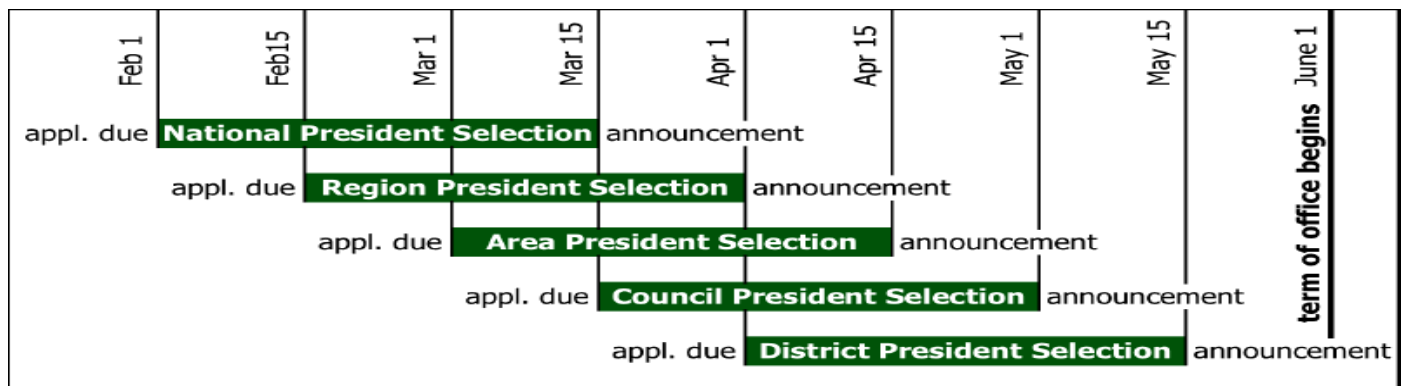 Feb 1
Feb15
Mar 1
Mar 15
Apr 1
Apr 15
May 1
May 15
June 1
term of office begins
appl. due National President Selection announcement
appl. due Region President Selection announcement
appl. due Area President Selection announcement
appl. due Council President Selection announcement
appl. due District President Selection announcement